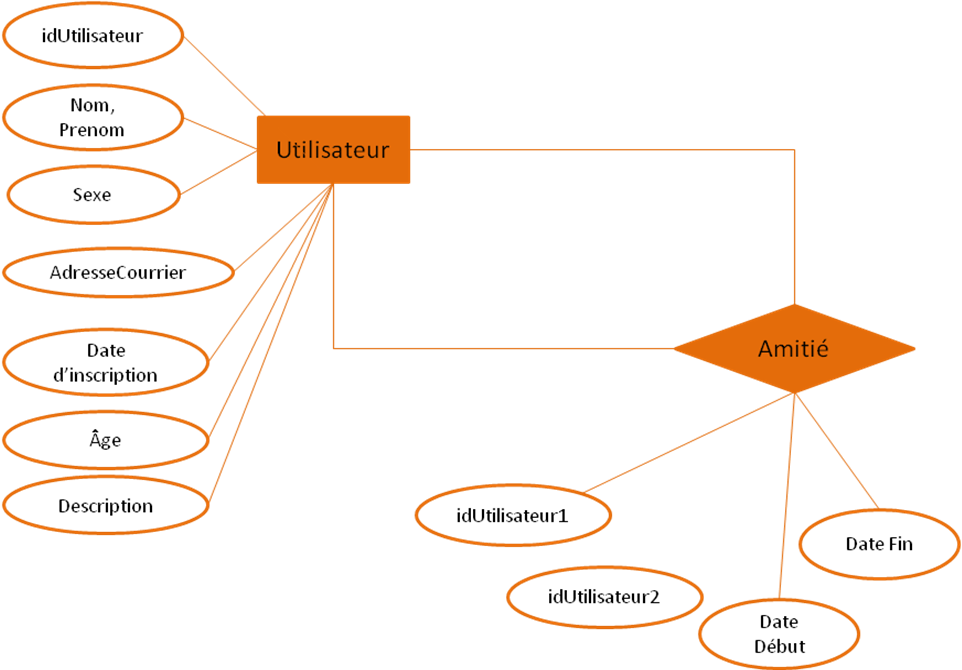 idUtilisateur
Nom,
Prenom
Utilisateur
Sexe
AdresseCourrier
Date
d’inscription
Amitié
Âge
Description
idUtilisateur1
Date Fin
idUtilisateur2
Date
Début